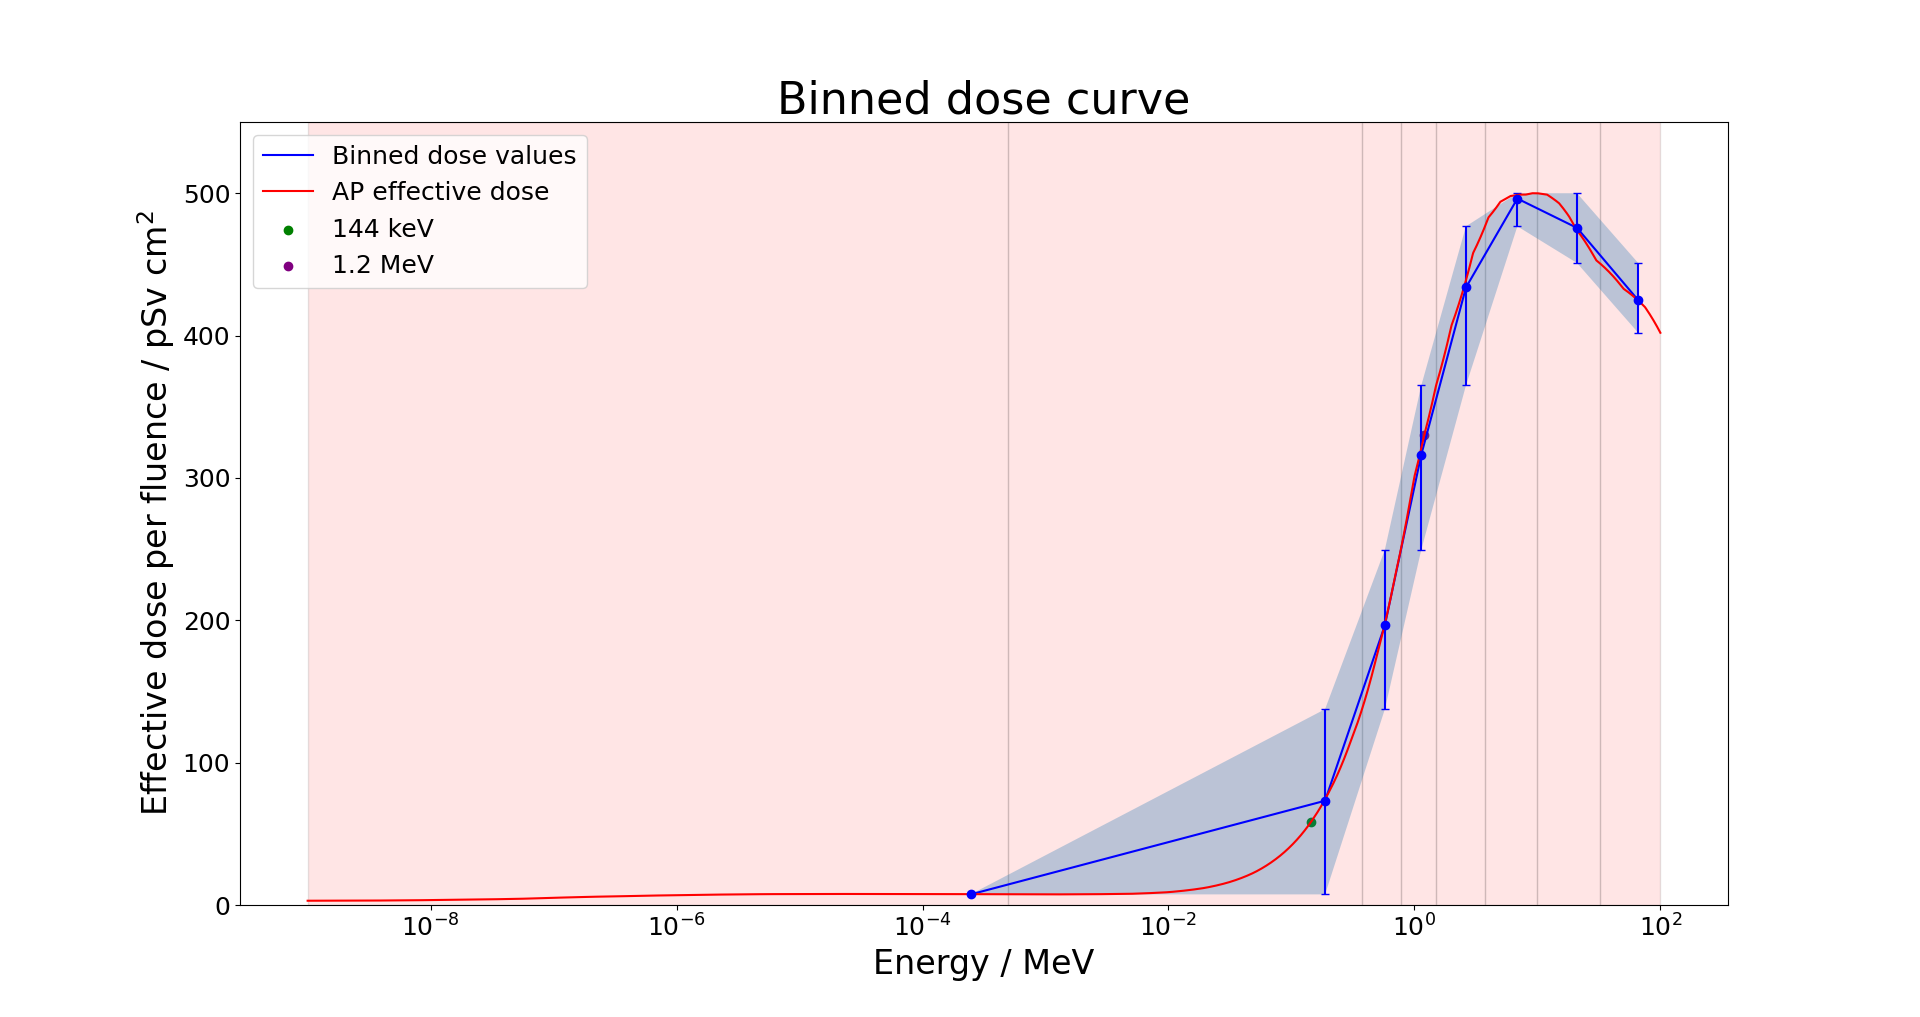 Binned dose curve
Binned dose values
AP effective dose
144 keV
1.2 MeV
Effective dose per fluence / pSv cm²
500
400
300
200
100
0
10⁻⁸ 10⁻⁶ 10⁻⁴ 10⁻² 10⁰ 10²
Energy / MeV